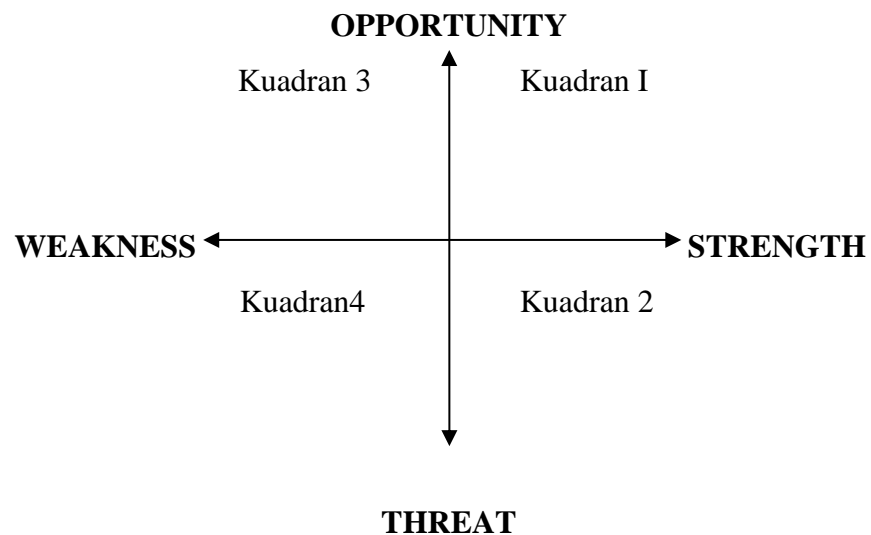 OPPORTUNITY
Kuadran 3 Kuadran I
WEAKNESS STRENGTH
Kuadran4 Kuadran 2
THREAT